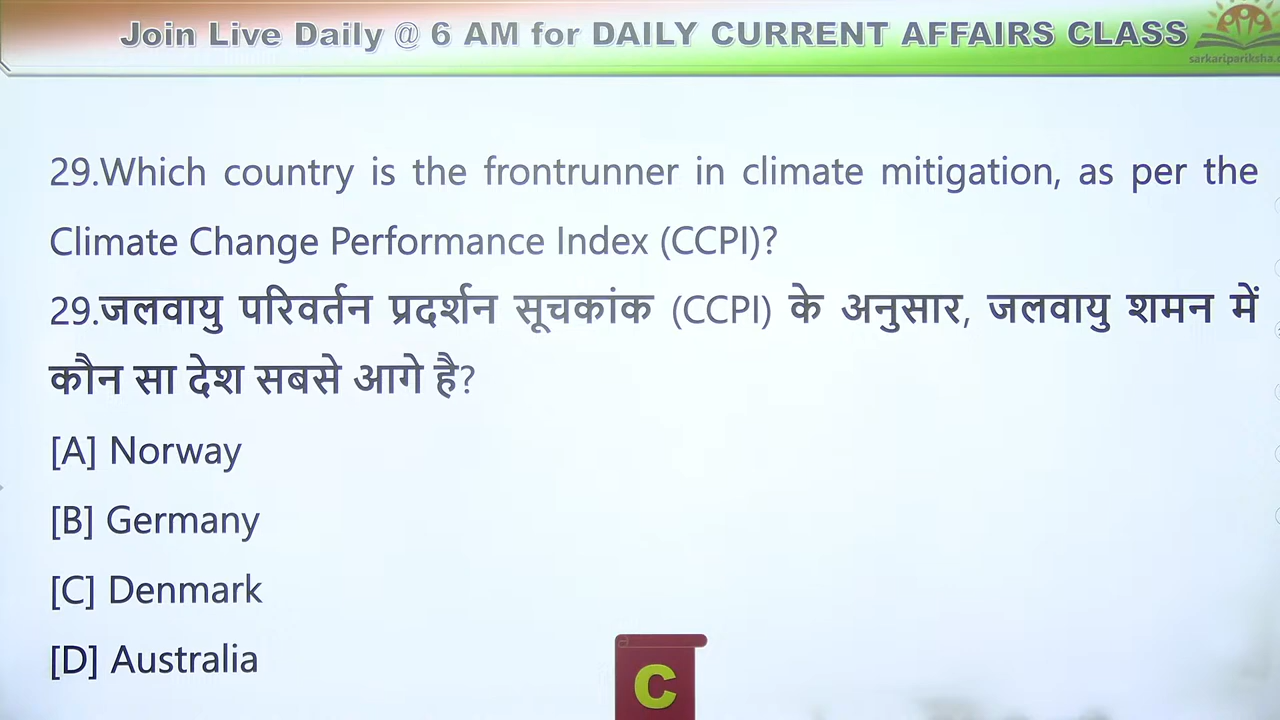 Join Live Daily @ 6 AM for DAILY CURRENT AFFAIRS CLASS
29.Which country is the frontrunner in climate mitigation, as per the
Climate Change Performance Index (CCPI)?
29.जलवायु परिवर्तन प्रदर्शन सूचकांक (CCPI) के अनुसार, जलवायु शमन में
कौन सा देश सबसे आगे है?
[A] Norway
[B] Germany
[C] Denmark
[D] Australia
C